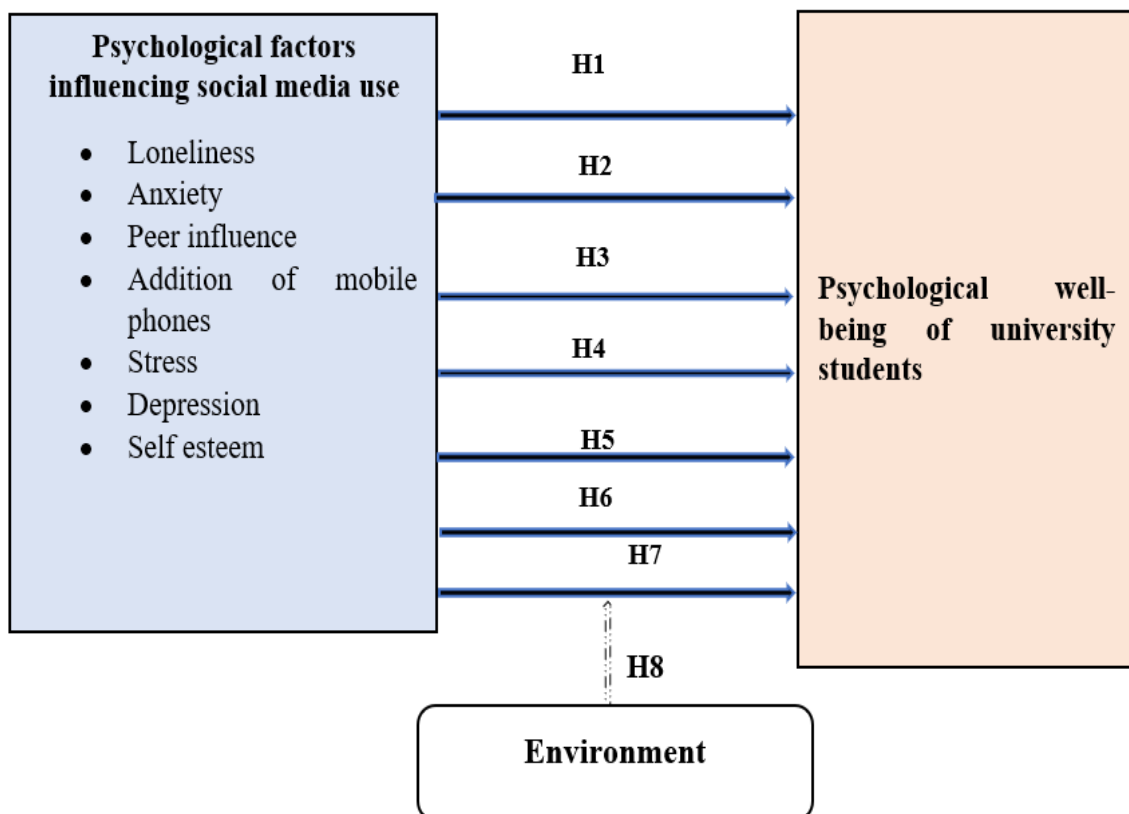 Psychological factors
influencing social media use
• Loneliness
• Anxiety
• Peer influence
• Addition of mobile
phones
• Stress
• Depression
• Self esteem
H1
H2
H3
H4
H5
H6
H7
H8
Psychological well-
being of university
students
Environment